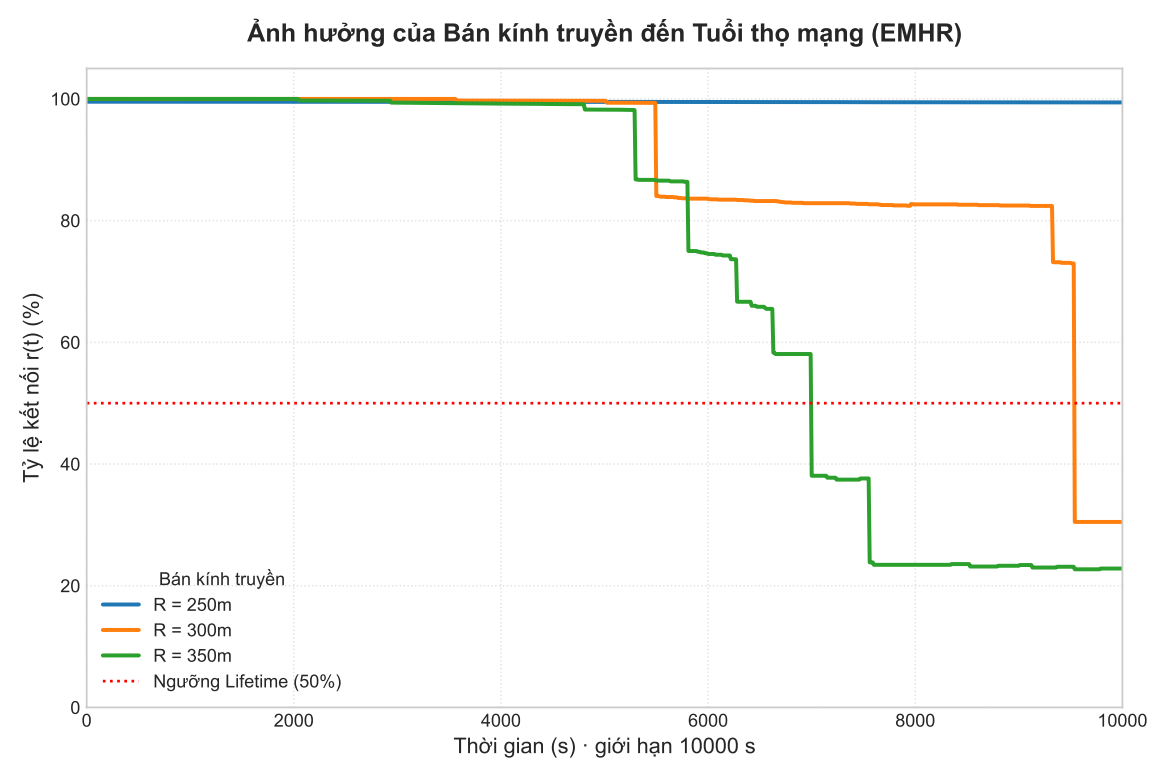 Ảnh hưởng của Bán kính truyền đến Tuổi thọ mạng (EMHR)
Tỷ lệ kết nối r(t) (%)
100
80
60
40
20
0
Bán kính truyền
R = 250m
R = 300m
R = 350m
Ngưỡng Lifetime (50%)
0 2000 4000 6000 8000 10000
Thời gian (s) · giới hạn 10000 s